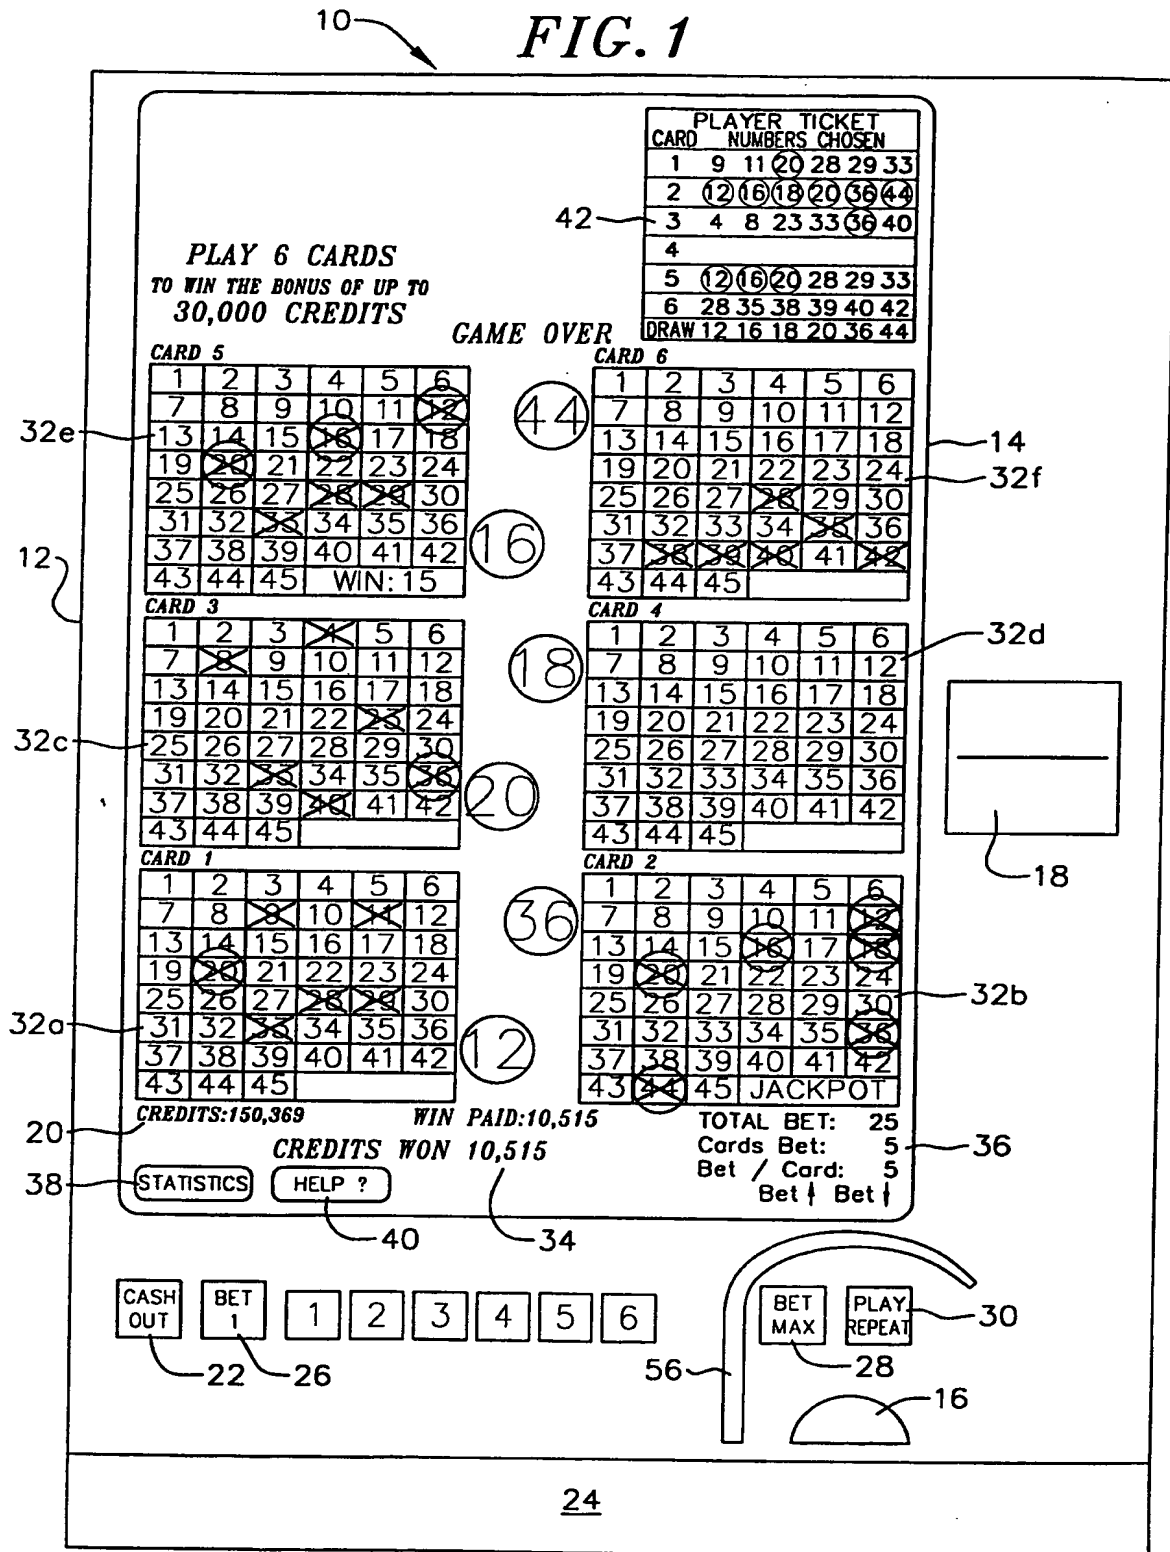 FIG. 1
10
PLAYER TICKET
CARD NUMBERS CHOSEN
1 9 11 20 28 29 33
2 12 16 18 20 36 44
42
3 4 8 23 33 36 40
4
5 12 16 20 28 29 33
6 28 35 38 39 40 42
DRAW 12 16 18 20 36 44
PLAY 6 CARDS
TO WIN THE BONUS OF UP TO
30,000 CREDITS
GAME OVER
CARD 5
1 2 3 4 5 6
7 8 9 10 11 12
13 14 15 16 17 18
19 20 21 22 23 24
25 26 27 28 29 30
31 32 33 34 35 36
37 38 39 40 41 42
43 44 45 WIN: 15
32e
44
16
CARD 6
1 2 3 4 5 6
7 8 9 10 11 12
13 14 15 16 17 18
19 20 21 22 23 24
25 26 27 28 29 30
31 32 33 34 35 36
37 38 39 40 41 42
43 44 45
14
32f
12
CARD 3
1 2 3 4 5 6
7 8 9 10 11 12
13 14 15 16 17 18
19 20 21 22 23 24
25 26 27 28 29 30
31 32 33 34 35 36
37 38 39 40 41 42
43 44 45
32c
18
20
CARD 4
1 2 3 4 5 6
7 8 9 10 11 12
13 14 15 16 17 18
19 20 21 22 23 24
25 26 27 28 29 30
31 32 33 34 35 36
37 38 39 40 41 42
43 44 45
32d
18
CARD 1
1 2 3 4 5 6
7 8 9 10 11 12
13 14 15 16 17 18
19 20 21 22 23 24
25 26 27 28 29 30
31 32 33 34 35 36
37 38 39 40 41 42
43 44 45
32a
36
12
CARD 2
1 2 3 4 5 6
7 8 9 10 11 12
13 14 15 16 17 18
19 20 21 22 23 24
25 26 27 28 29 30
31 32 33 34 35 36
37 38 39 40 41 42
43 44 45 JACKPOT
32b
CREDITS:150,369
WIN PAID:10,515
TOTAL BET: 25
20
CREDITS WON 10,515
Cards Bet: 5
36
Bet / Card: 5
38
STATISTICS
HELP ?
Bet Bet
40
34
CASH OUT
BET 1
1 2 3 4 5 6
BET MAX
PLAY REPEAT
30
22
26
56
28
16
24